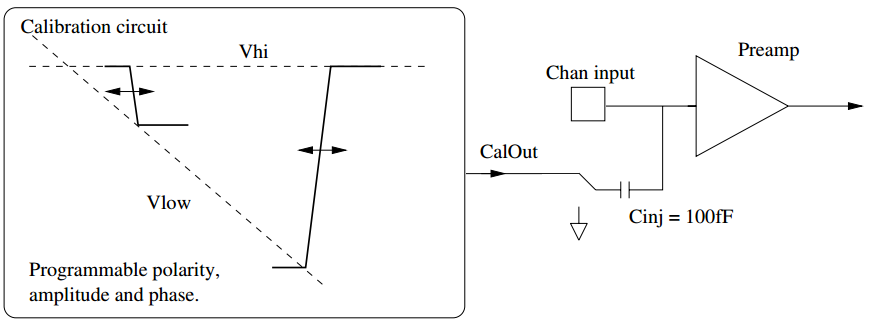 Calibration circuit
Vhi
Preamp
Chan input
CalOut
Vlow
Cinj = 100fF
Programmable polarity,
amplitude and phase.